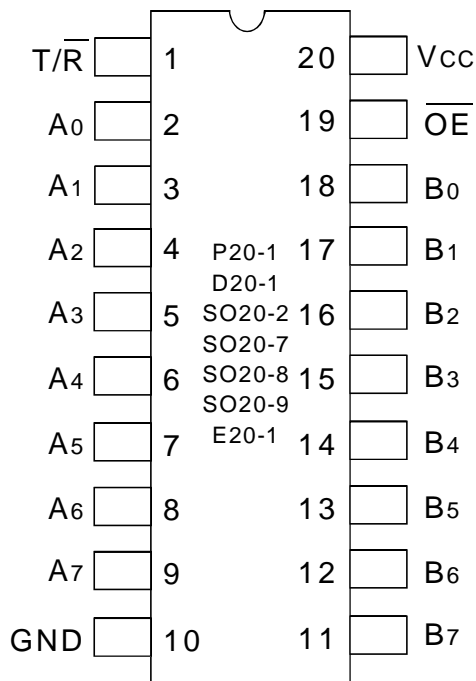 T/R̅ 1 20 VCC
A0 2 19 O̅E̅
A1 3 18 B0
A2 4 17 B1
P20-1
D20-1
A3 5 SO20-2 16 B2
SO20-7
A4 6 SO20-8 15 B3
SO20-9
A5 7 E20-1 14 B4
A6 8 13 B5
A7 9 12 B6
GND 10 11 B7